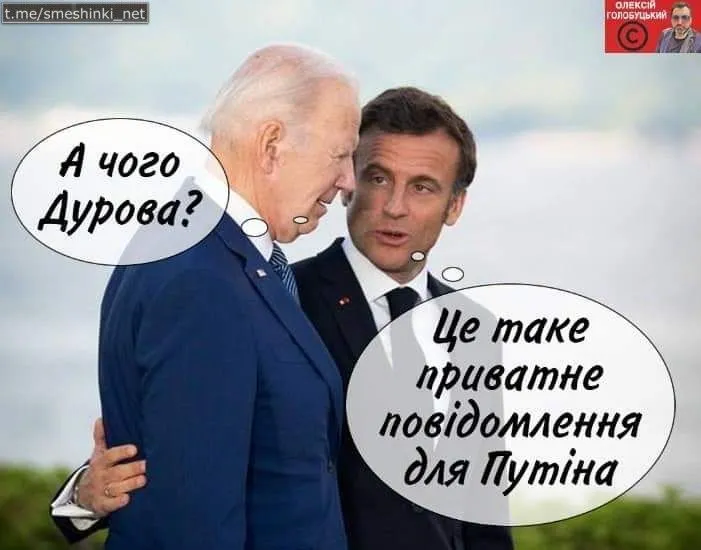 t.me/smeshinki_net
ОЛЕКСІЙ
ГОЛОБУЦЬКИЙ
©
А чого
Дурова?
Це таке
приватне
повідомлення
для Путіна